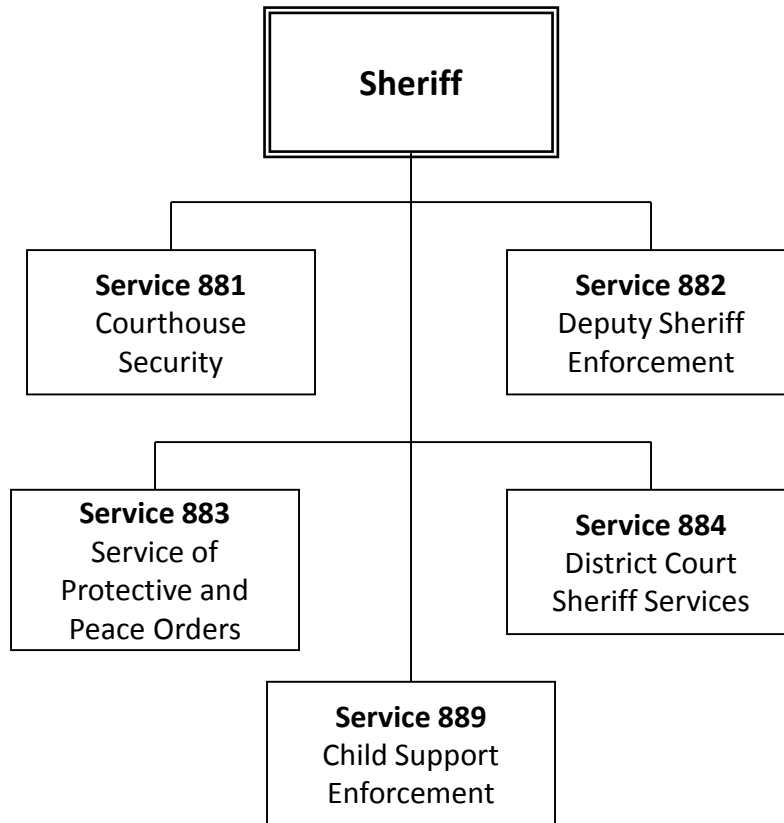 Sheriff
Service 881
Courthouse
Security
Service 882
Deputy Sheriff
Enforcement
Service 883
Service of
Protective and
Peace Orders
Service 884
District Court
Sheriff Services
Service 889
Child Support
Enforcement